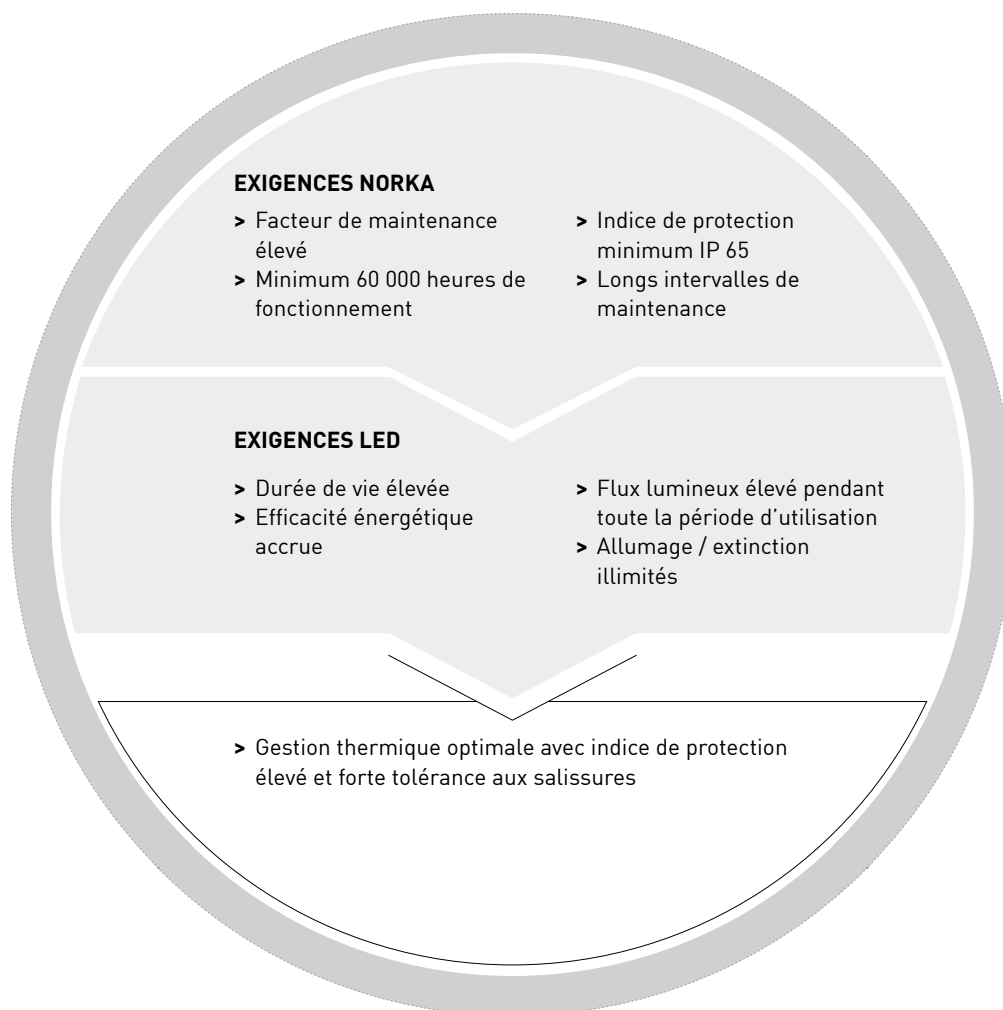 EXIGENCES NORKA
> Facteur de maintenance
élevé
> Minimum 60 000 heures de
fonctionnement
> Indice de protection
minimum IP 65
> Longs intervalles de
maintenance
EXIGENCES LED
> Durée de vie élevée
> Efficacité énergétique
accrue
> Flux lumineux élevé pendant
toute la période d’utilisation
> Allumage / extinction
illimités
> Gestion thermique optimale avec indice de protection
élevé et forte tolérance aux salissures